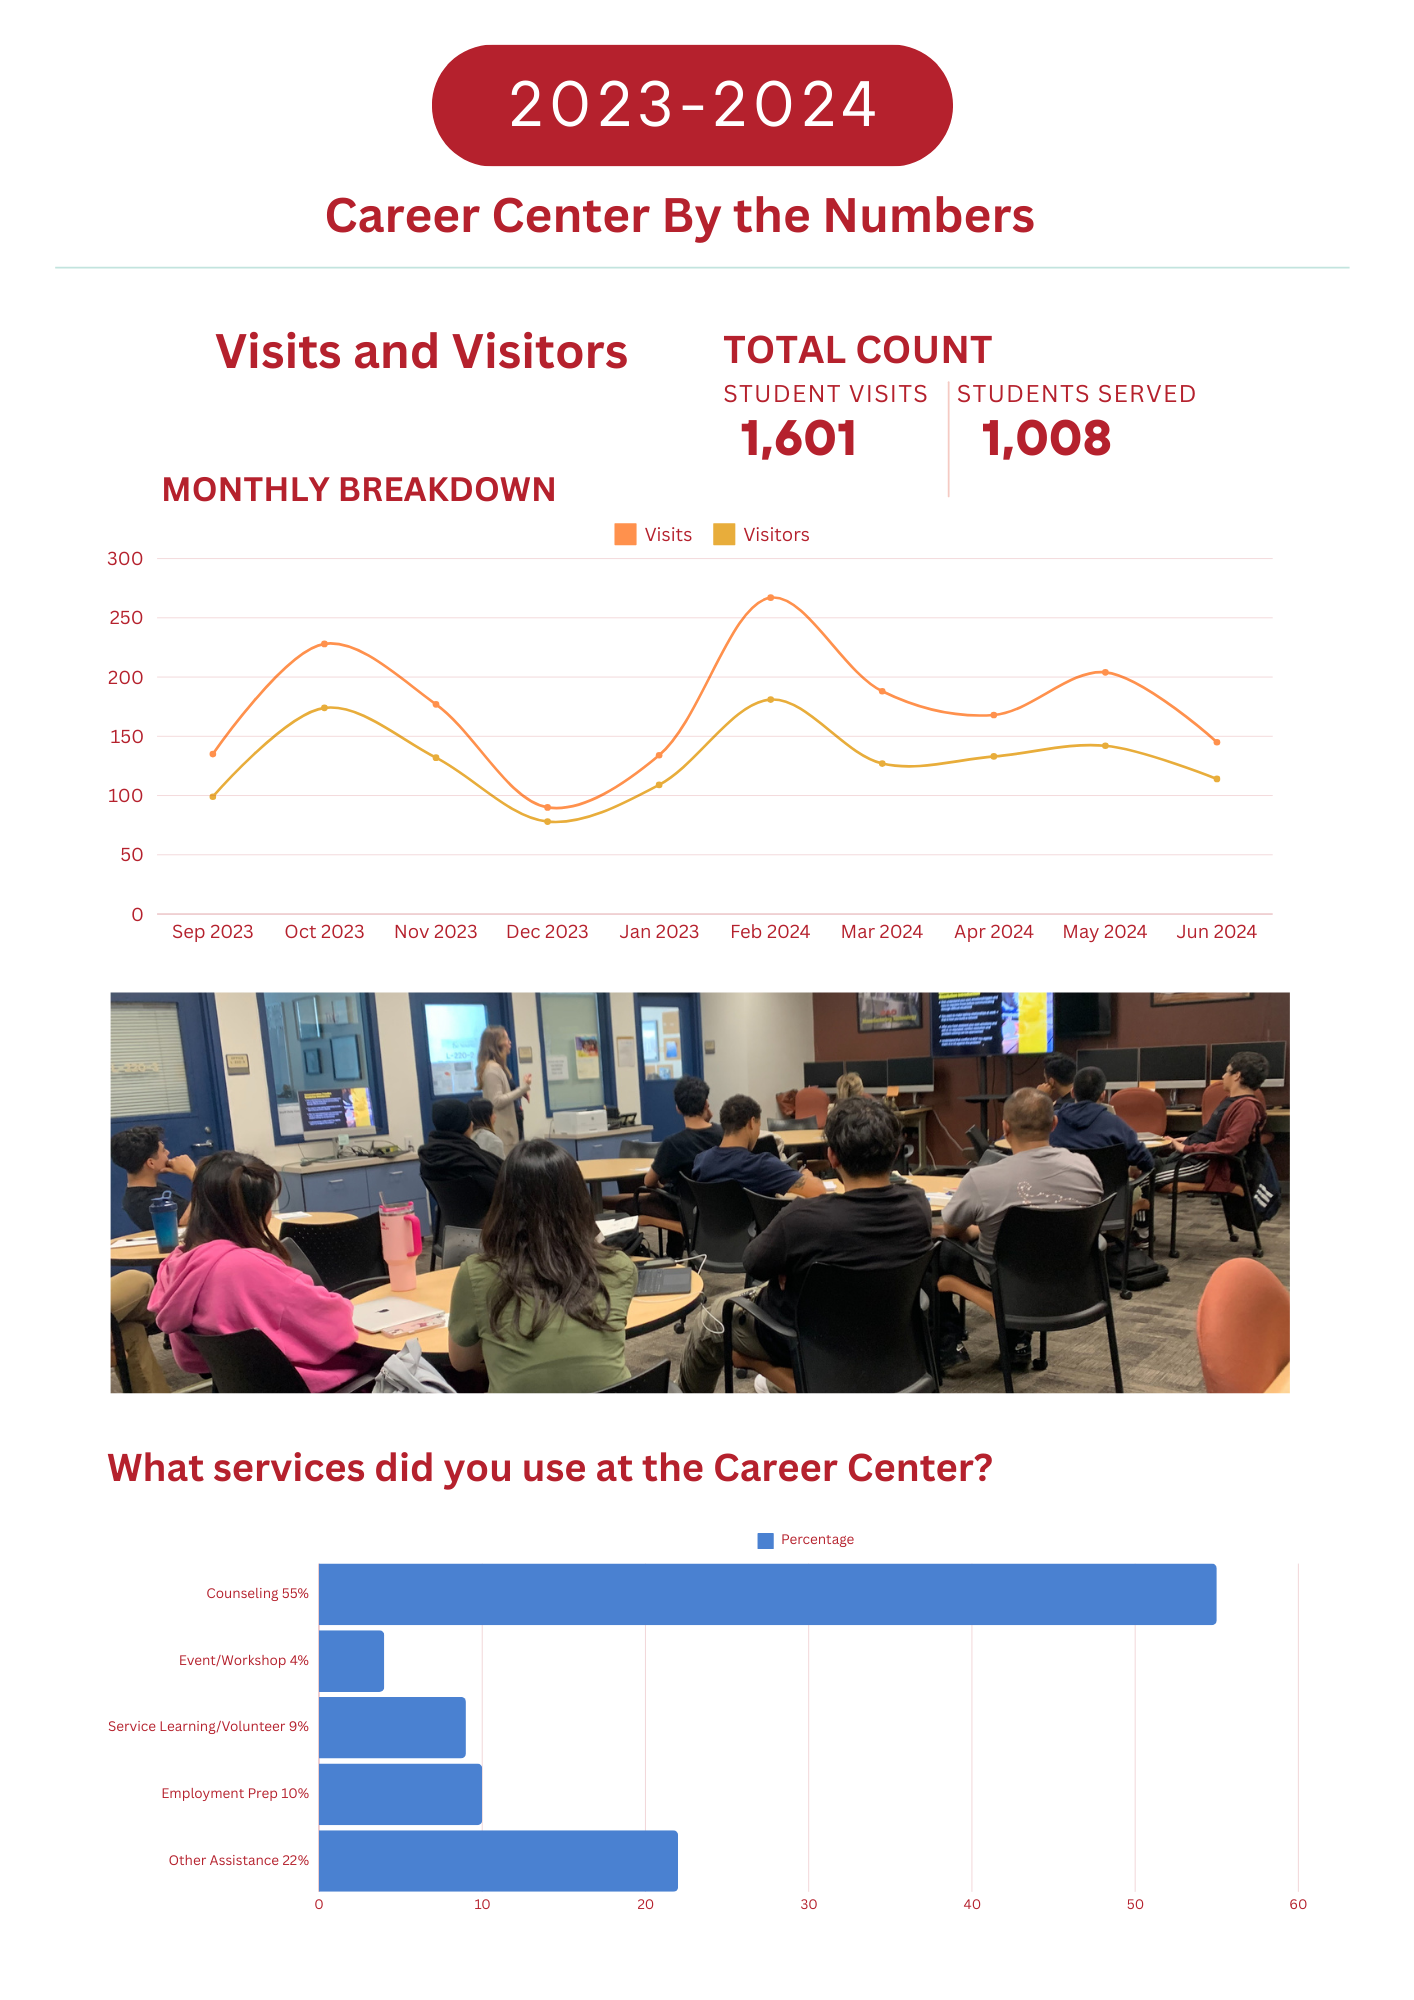 2023-2024
Career Center By the Numbers
Visits and Visitors
TOTAL COUNT
STUDENT VISITS
STUDENTS SERVED
1,601
1,008
MONTHLY BREAKDOWN
Visits
Visitors
300
250
200
150
100
50
0
Sep 2023
Oct 2023
Nov 2023
Dec 2023
Jan 2023
Feb 2024
Mar 2024
Apr 2024
May 2024
Jun 2024
L-220-D
What services did you use at the Career Center?
Percentage
Counseling 55%
Event/Workshop 4%
Service Learning/Volunteer 9%
Employment Prep 10%
Other Assistance 22%
0
10
20
30
40
50
60